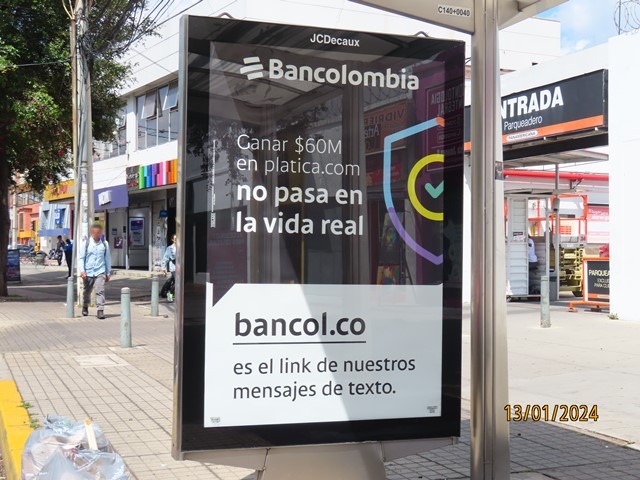 C140+0040
JCDecaux
Bancolombia
Ganar $60M
en platica.com
no pasa en
la vida real
bancol.co
es el link de nuestros
mensajes de texto.
NTRADA
Parqueadero
13/01/2024